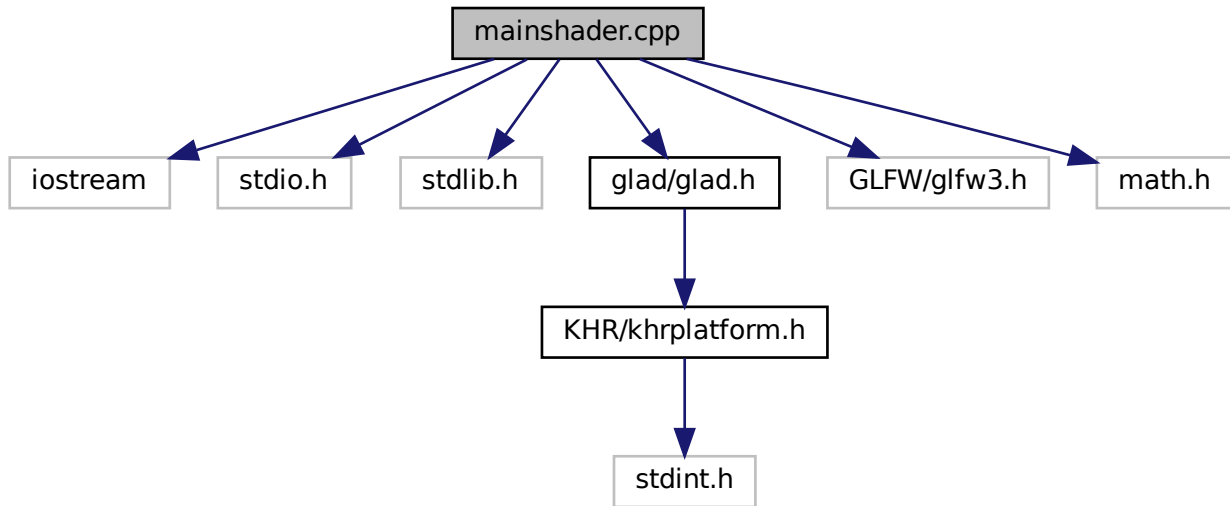 mainshader.cpp
iostream
stdio.h
stdlib.h
glad/glad.h
GLFW/glfw3.h
math.h
KHR/khrplatform.h
stdint.h